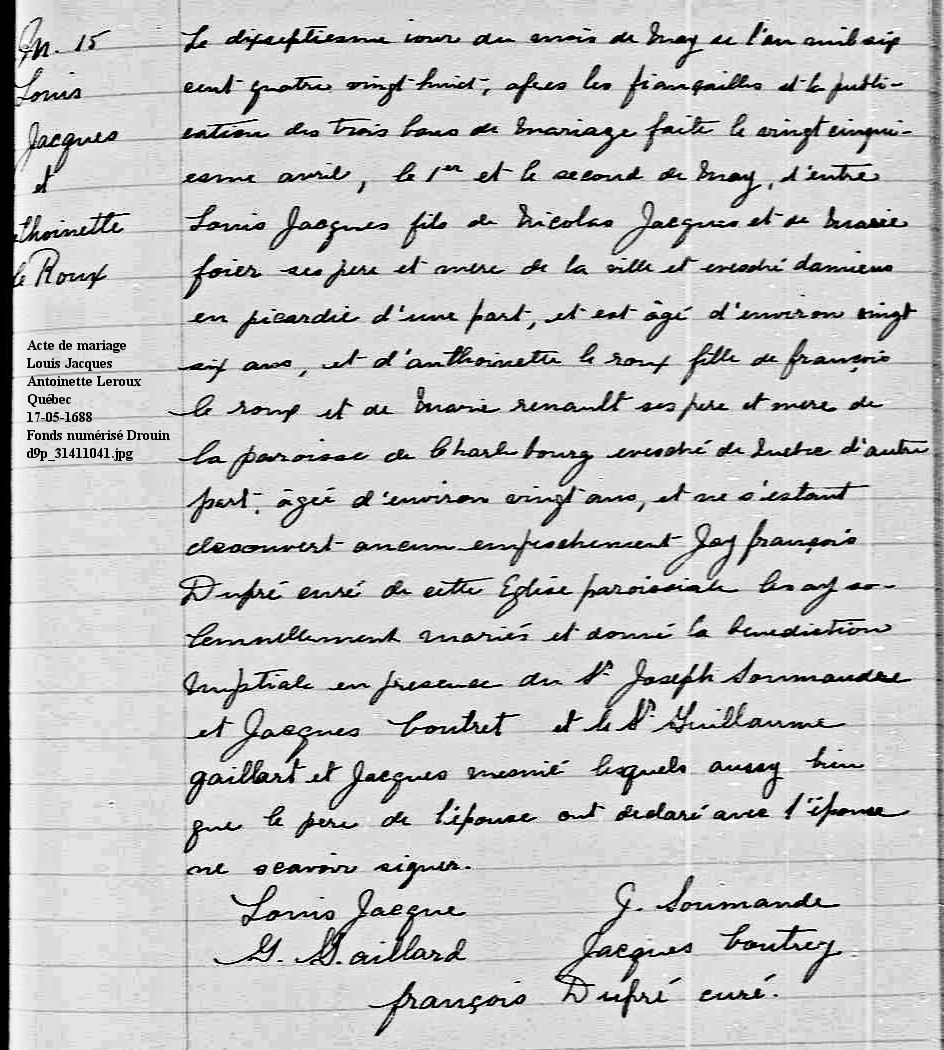 M. 15
Louis
Jacques
et
thoinette
le Roux
Acte de mariage
Louis Jacques
Antoinette Leroux
Québec
17-05-1688
Fonds numérisé Drouin
d9p_31411041.jpg
Le dixseptiesme iour du mois de May de l'an mil six
cent quatre vingt huict, apres les fiançailles et la publi-
cation des trois bans de Mariage faite le vingt cinqui-
esme avril, le 1er et le second de May, d'entre
Louis Jacques fils de Nicolas Jacques et de Marie
foier ses pere et mere de la ville et evesché damiens
en picardie d'une part, et est âgé d'environ vingt
six ans, et d'anthoinette le roux fille de françois
le roux et de Marie renault ses pere et mere de
la paroisse de Charlebourg evesché de Quebec d'autre
part, âgée d'environ vingt ans, et ne s'estant
descouvert aucun empeschement Jay françois
Dupré curé de cette Eglise paroissiale les ay so-
lemnellement mariés et donné la benediction
Nuptiale en presence du Sr. Joseph Soumandre
et Jacques Coutret et le Sr. Guillaume
gaillart et Jacques mesnié lesquels aussy bien
que le pere de l'épouse ont declaré avec l'épouse
ne scavoir signer.
Louis Jacque J. Soumande
G. Gaillard Jacques Coutrey
françois Dupré curé.